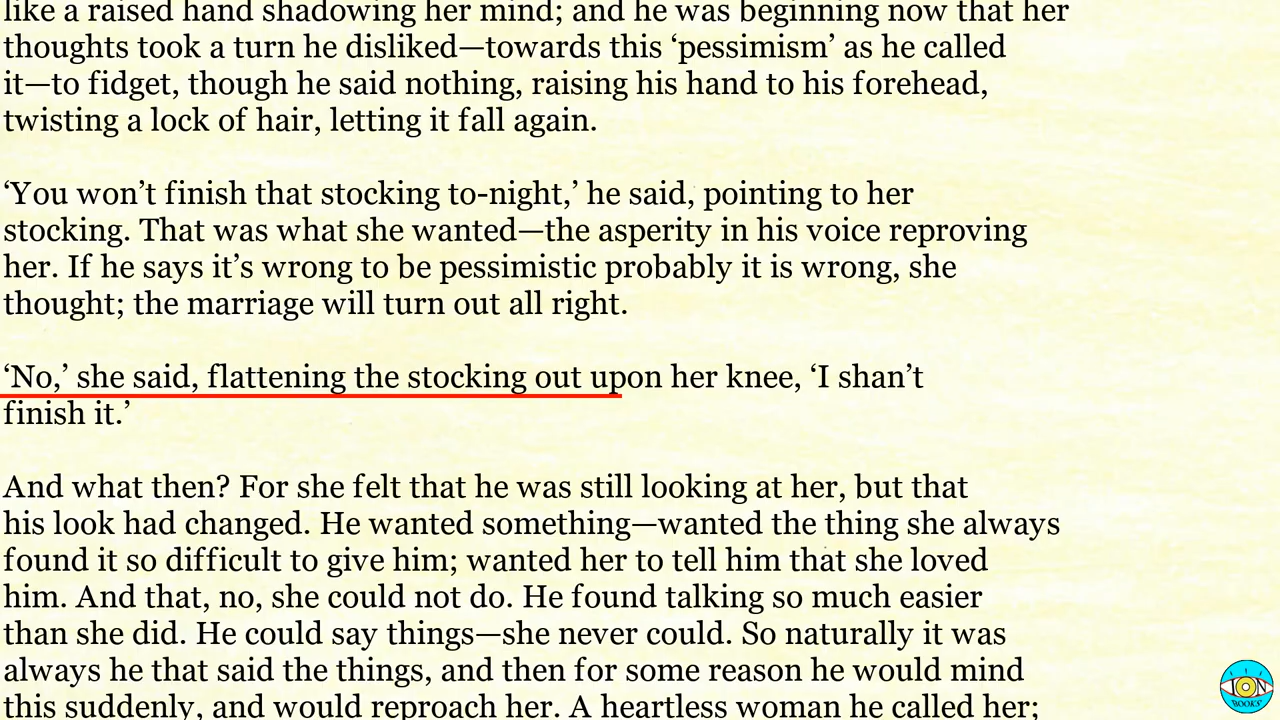 like a raised hand shadowing her mind; and he was beginning now that her
thoughts took a turn he disliked—towards this ‘pessimism’ as he called
it—to fidget, though he said nothing, raising his hand to his forehead,
twisting a lock of hair, letting it fall again.
‘You won’t finish that stocking to-night,’ he said, pointing to her
stocking. That was what she wanted—the asperity in his voice reproving
her. If he says it’s wrong to be pessimistic probably it is wrong, she
thought; the marriage will turn out all right.
‘No,’ she said, flattening the stocking out upon her knee, ‘I shan’t
finish it.’
And what then? For she felt that he was still looking at her, but that
his look had changed. He wanted something—wanted the thing she always
found it so difficult to give him; wanted her to tell him that she loved
him. And that, no, she could not do. He found talking so much easier
than she did. He could say things—she never could. So naturally it was
always he that said the things, and then for some reason he would mind
this suddenly, and would reproach her. A heartless woman he called her;
ION
BOOKS